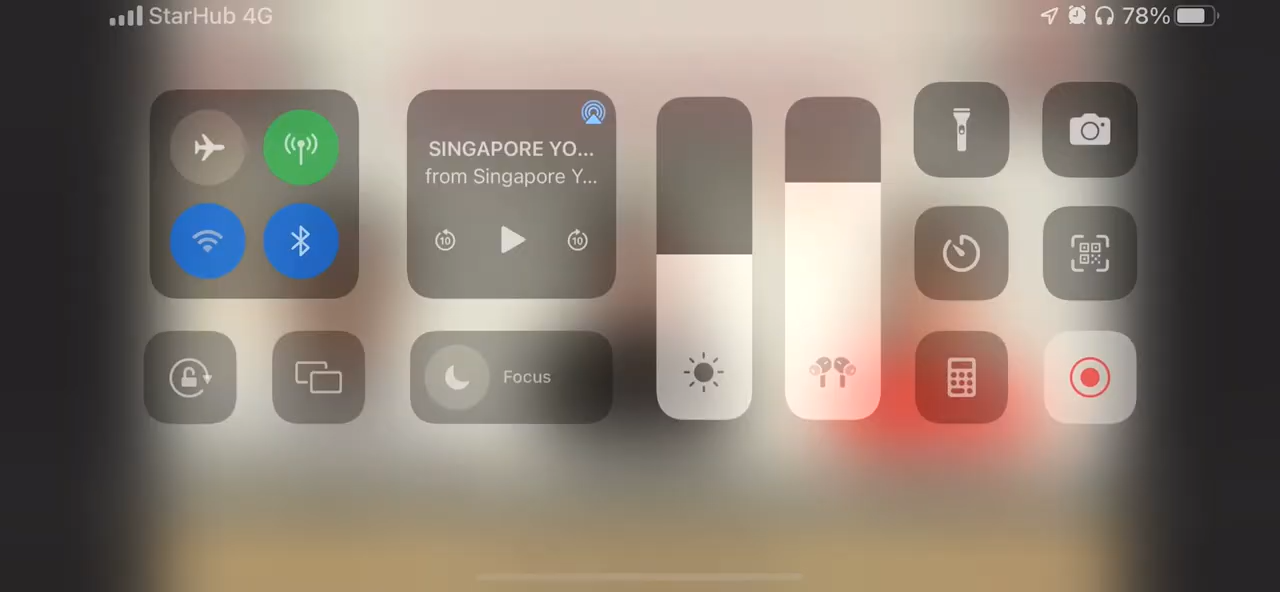 StarHub 4G
78%
SINGAPORE YO...
from Singapore Y...
10
10
Focus